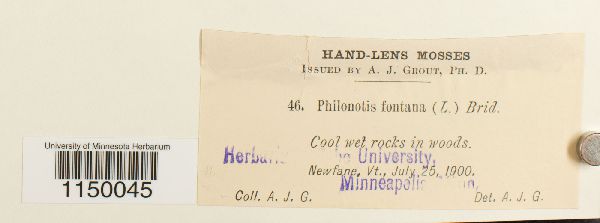 HAND-LENS MOSSES
ISSUED BY A. J. GROUT, PH. D.
46. Philonotis fontana (L.) Brid.
Cool wet rocks in woods.
University,
Newfane, Vt., July 25, 1900.
Minneapolis
Coll. A. J. G. Det. A. J. G.
University of Minnesota Herbarium
1150045